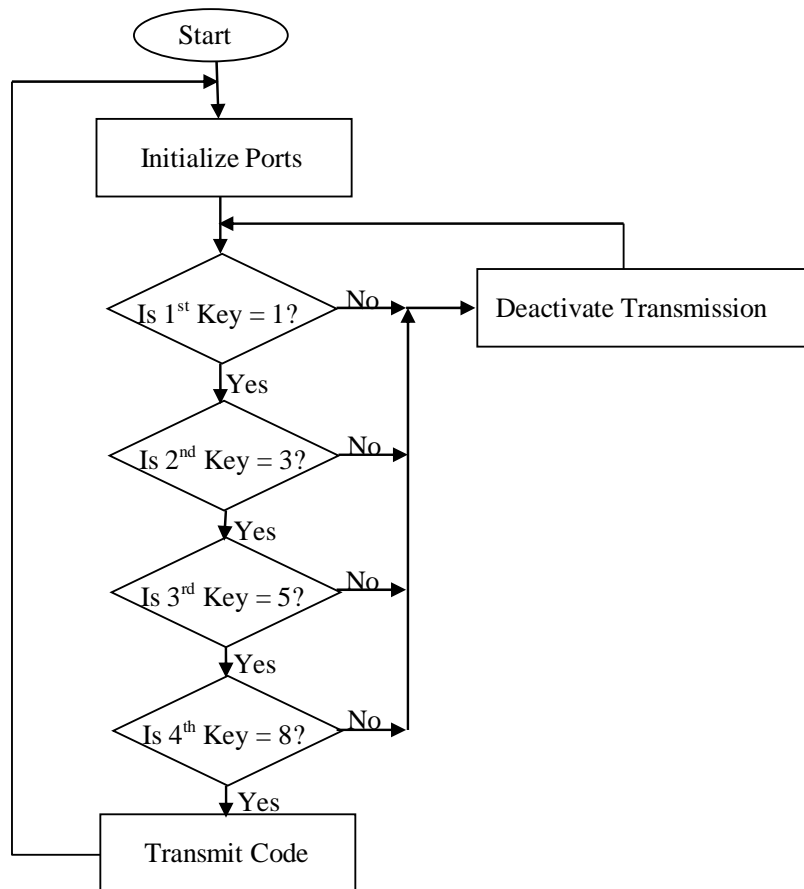 Start
Initialize Ports
Is 1st Key = 1?
No
Deactivate Transmission
Yes
Is 2nd Key = 3?
No
Yes
Is 3rd Key = 5?
No
Yes
Is 4th Key = 8?
No
Yes
Transmit Code